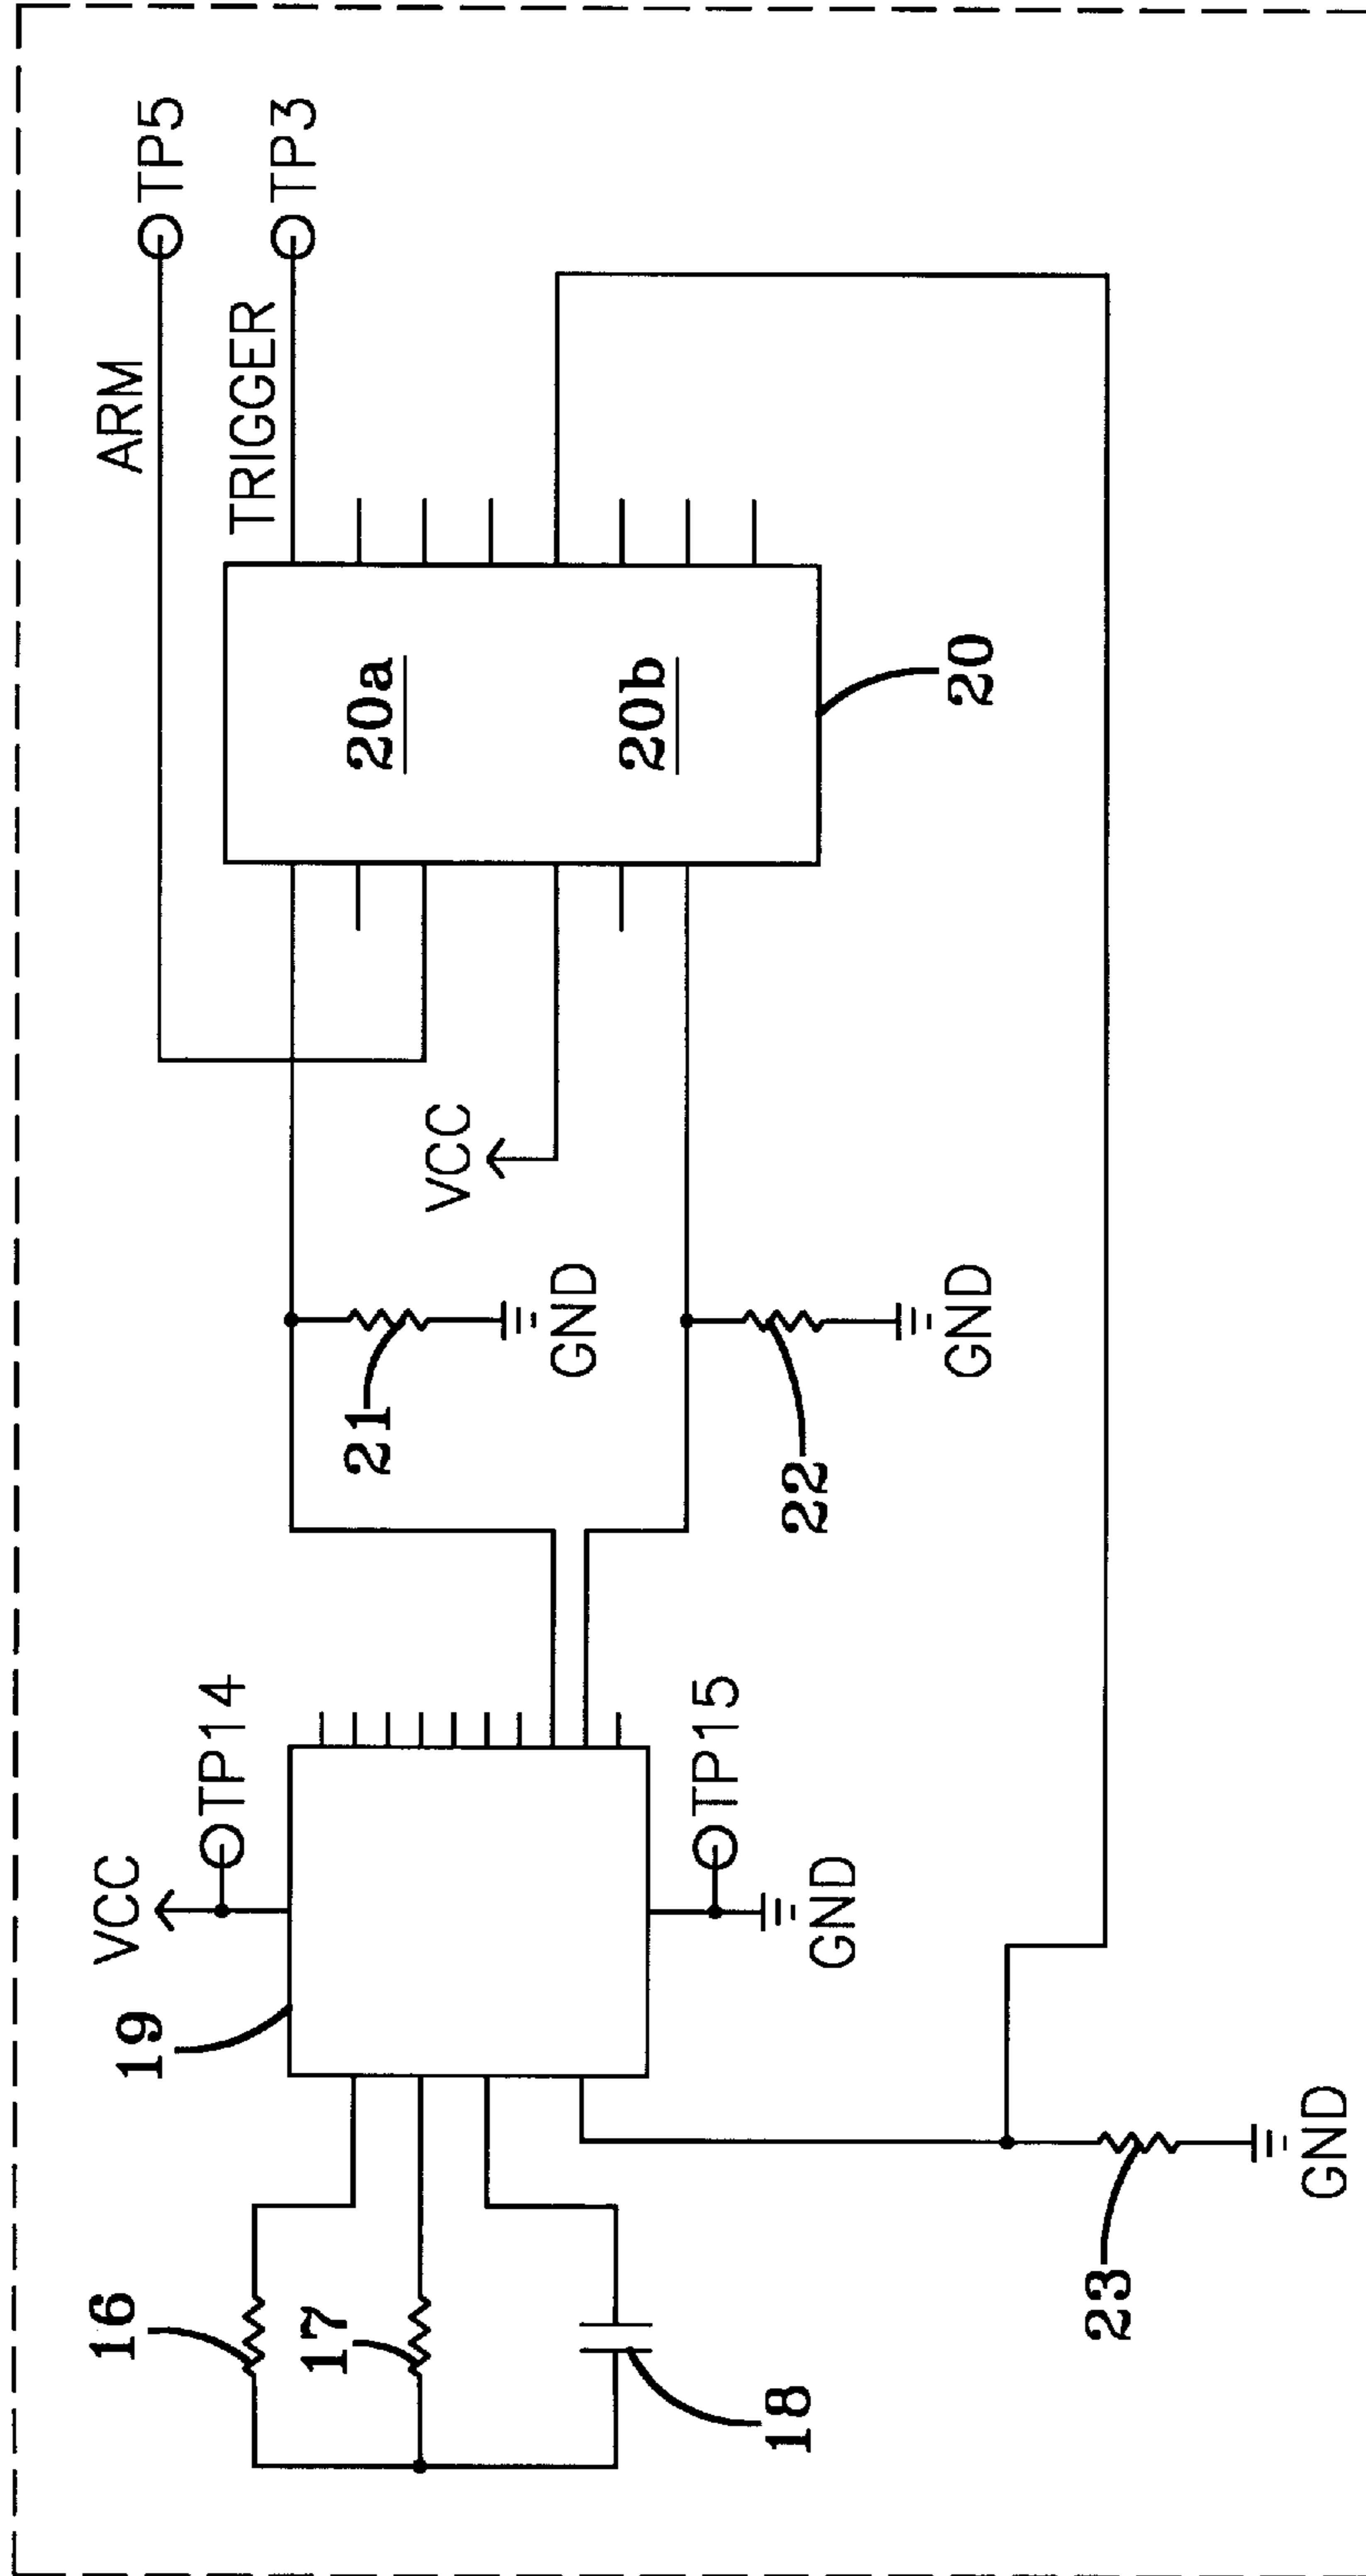 16
17
18
19
VCC
TP14
TP15
GND
23
GND
21
GND
22
GND
VCC
ARM
TP5
TRIGGER
TP3
20a
20b
20